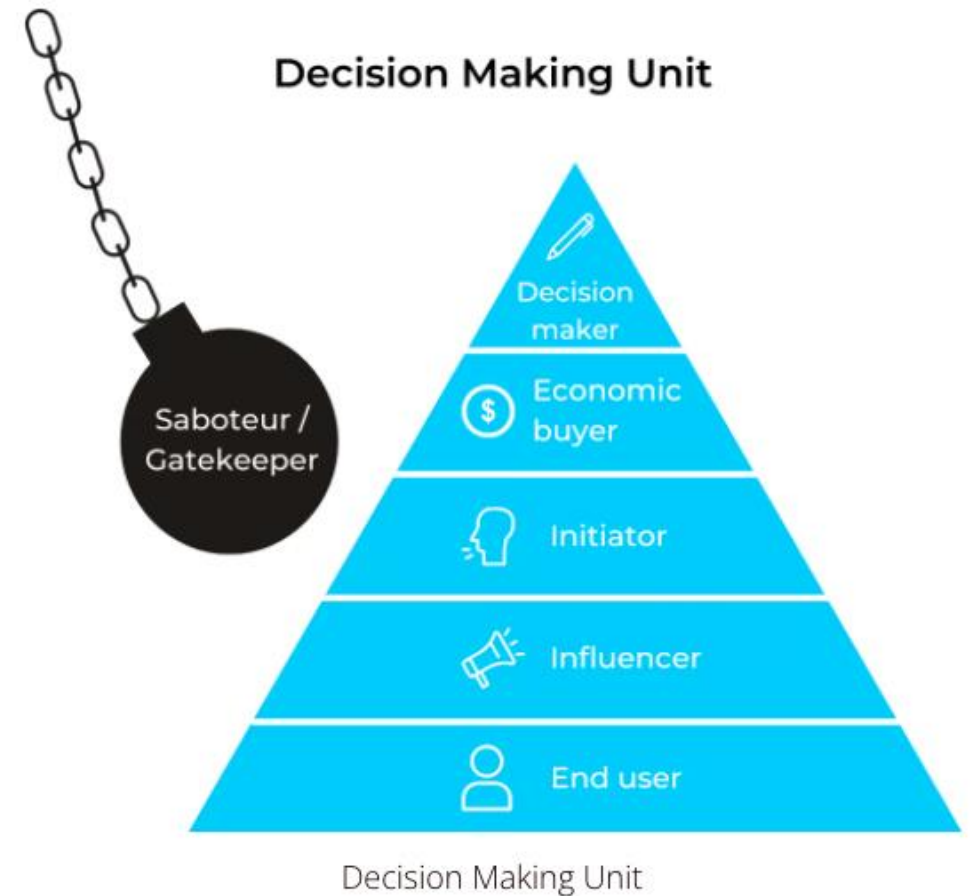 Decision Making Unit
Decision
maker
$
Economic
buyer
Saboteur /
Gatekeeper
Initiator
Influencer
End user
Decision Making Unit